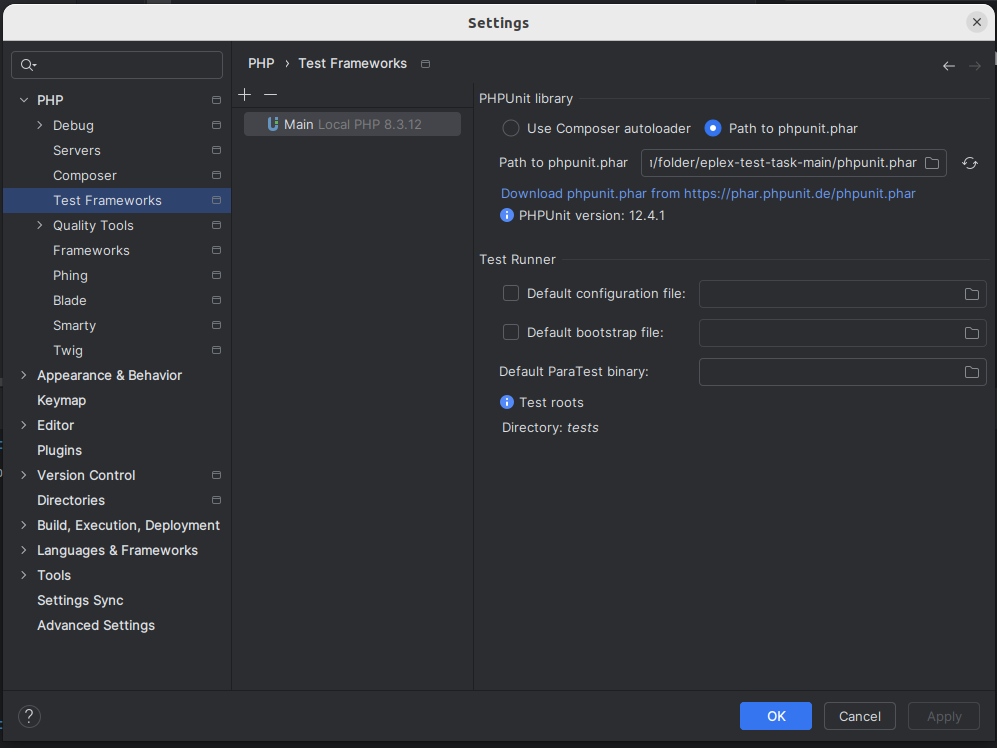 Settings
PHP › Test Frameworks
PHP
Debug
Servers
Composer
Test Frameworks
Quality Tools
Frameworks
Phing
Blade
Smarty
Twig
Appearance & Behavior
Keymap
Editor
Plugins
Version Control
Directories
Build, Execution, Deployment
Languages & Frameworks
Tools
Settings Sync
Advanced Settings
Main Local PHP 8.3.12
PHPUnit library
Use Composer autoloader Path to phpunit.phar
Path to phpunit.phar /folder/eplex-test-task-main/phpunit.phar
Download phpunit.phar from https://phar.phpunit.de/phpunit.phar
PHPUnit version: 12.4.1
Test Runner
Default configuration file:
Default bootstrap file:
Default ParaTest binary:
Test roots
Directory: tests
?
OK Cancel Apply